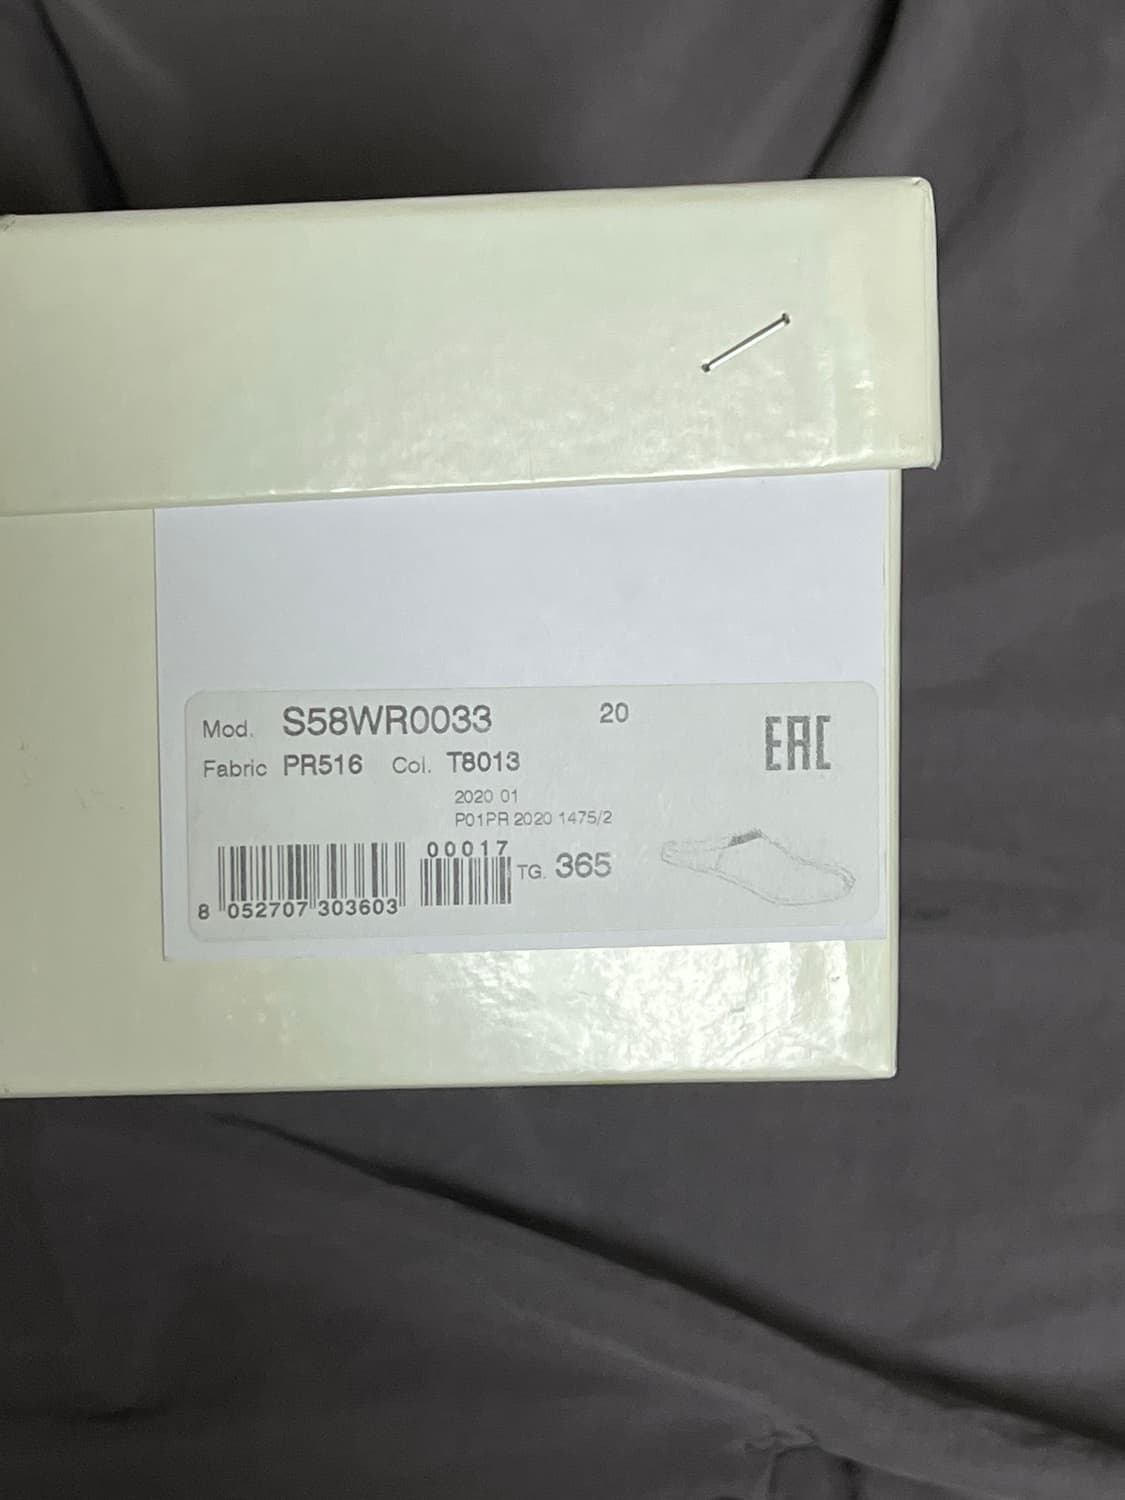 Mod. S58WR0033 20
EAC
Fabric PR516 Col. T8013
2020 01
P01PR 2020 1475/2
00017
TG. 365
8 052707 303603